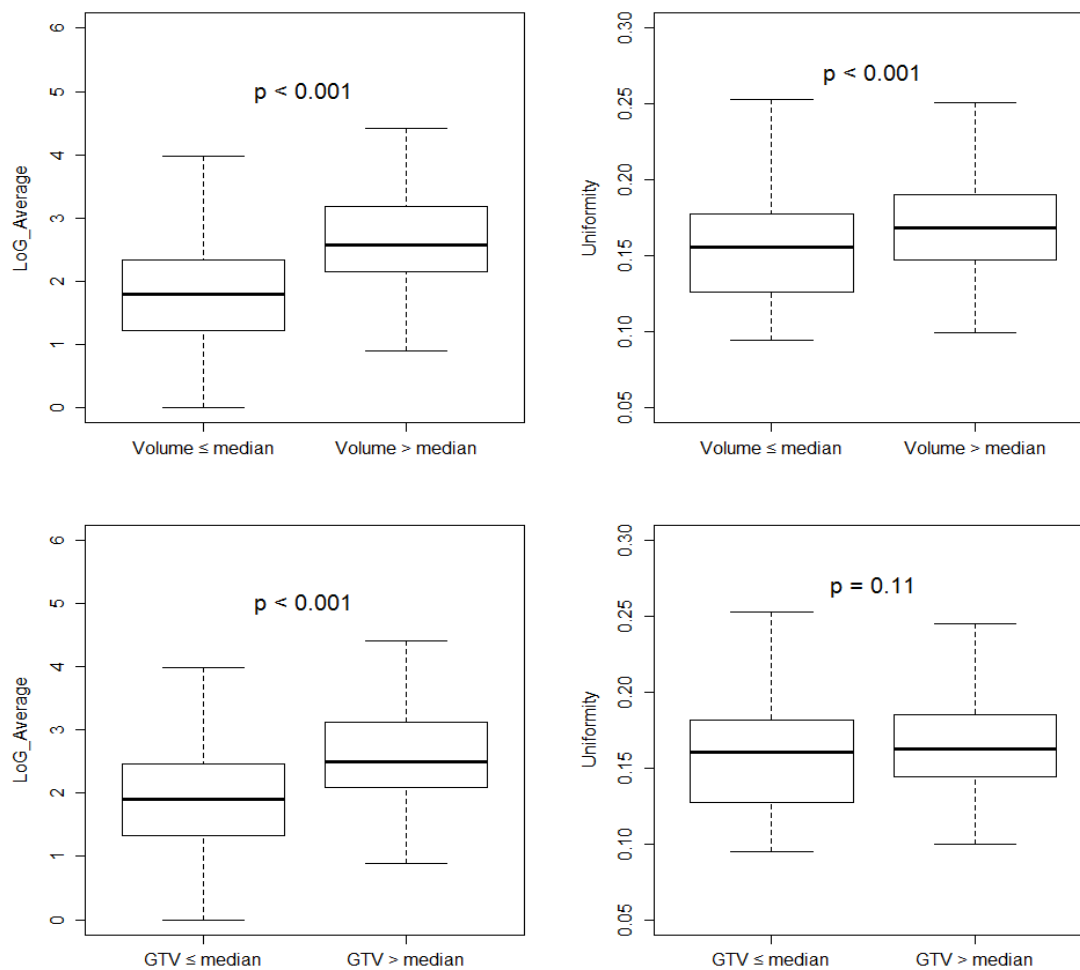 LoG_Average
6
5
4
3
2
1
0
p < 0.001
Volume ≤ median
Volume > median
Uniformity
0.30
0.25
0.20
0.15
0.10
0.05
p < 0.001
Volume ≤ median
Volume > median
LoG_Average
6
5
4
3
2
1
0
p < 0.001
GTV ≤ median
GTV > median
Uniformity
0.30
0.25
0.20
0.15
0.10
0.05
p = 0.11
GTV ≤ median
GTV > median